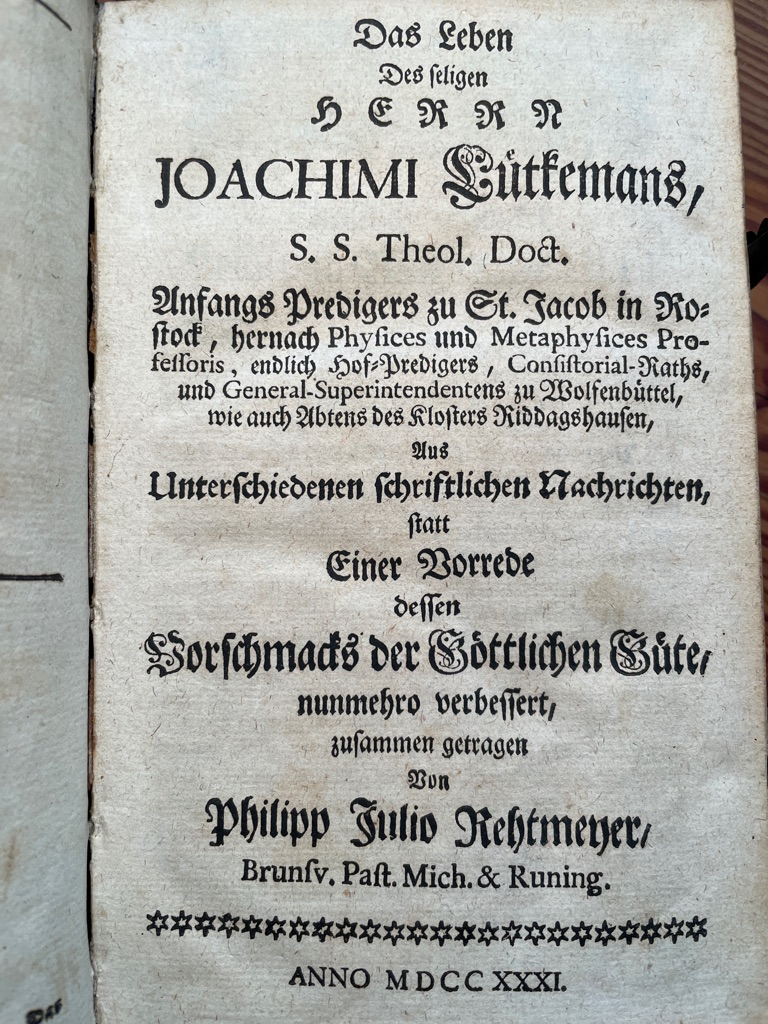 Das Leben
Des ſeligen
HERRN
JOACHIMI Lütkemans,
S. S. Theol. Doct.
Anfangs Predigers zu St. Jacob in Ro⸗
ſtock, hernach Phyſices und Metaphyſices Pro-
feſſoris, endlich Hof⸗Predigers, Conſiſtorial-Raths,
und General-Superintendentens zu Wolfenbüttel,
wie auch Abtens des Kloſters Riddagshauſen,
Aus
Unterſchiedenen ſchriftlichen Nachrichten,
ſtatt
Einer Vorrede
deſſen
Vorſchmacks der Göttlichen Güte,
nunmehro verbeſſert,
zuſammen getragen
Von
Philipp Julio Rehtmeyer,
Brunſv. Paſt. Mich. & Runing.
ANNO MDCCXXXI.